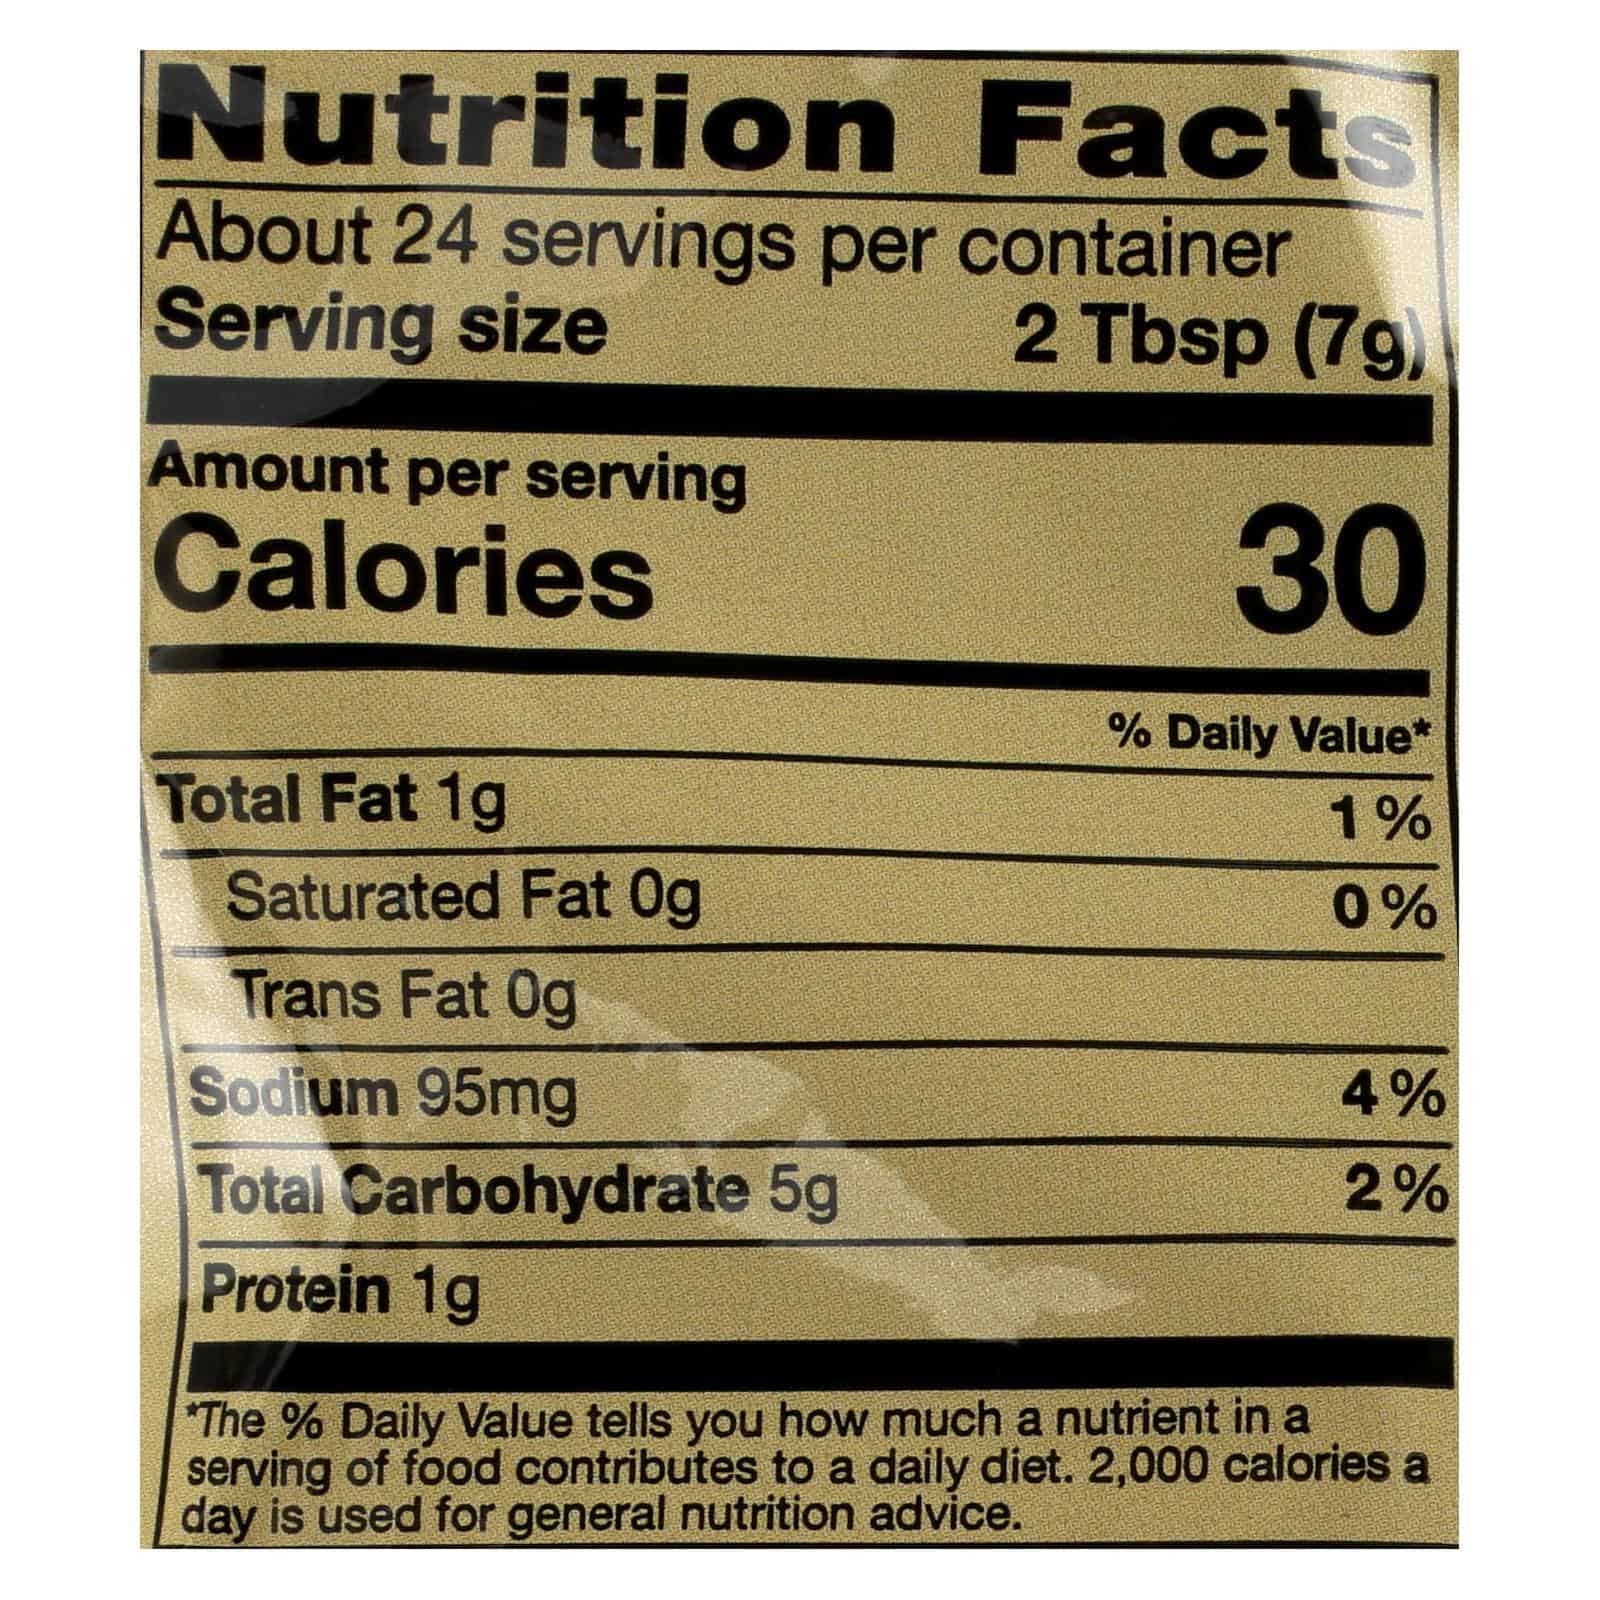 Nutrition Facts
About 24 servings per container
Serving size 2 Tbsp (7g)
Amount per serving
Calories 30
% Daily Value*
Total Fat 1g 1%
Saturated Fat 0g 0%
Trans Fat 0g
Sodium 95mg 4%
Total Carbohydrate 5g 2%
Protein 1g
*The % Daily Value tells you how much a nutrient in a
serving of food contributes to a daily diet. 2,000 calories a
day is used for general nutrition advice.